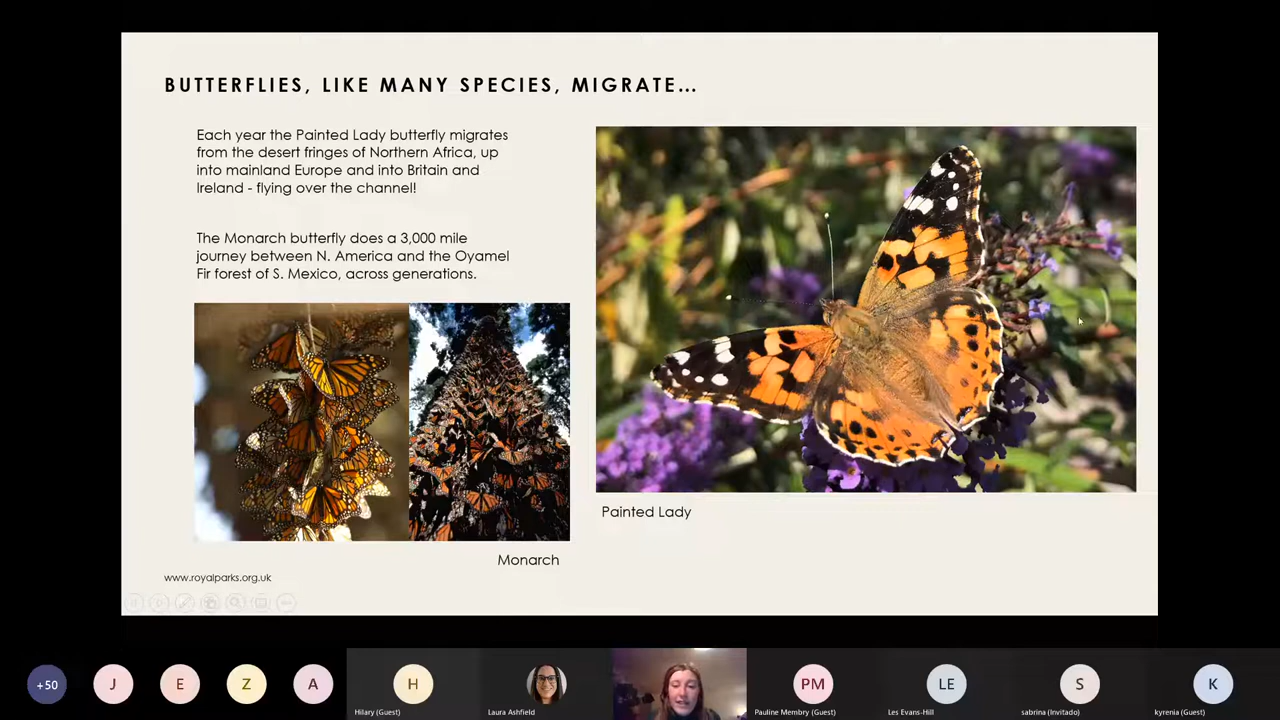 BUTTERFLIES, LIKE MANY SPECIES, MIGRATE...
Each year the Painted Lady butterfly migrates
from the desert fringes of Northern Africa, up
into mainland Europe and into Britain and
Ireland - flying over the channel!
The Monarch butterfly does a 3,000 mile
journey between N. America and the Oyamel
Fir forest of S. Mexico, across generations.
Painted Lady
Monarch
www.royalparks.org.uk
+50
J
E
Z
A
H
PM
LE
S
K
Hilary (Guest)
Laura Ashfield
Pauline Membry (Guest)
Les Evans-Hill
sabrina (Invitado)
kyrenia (Guest)